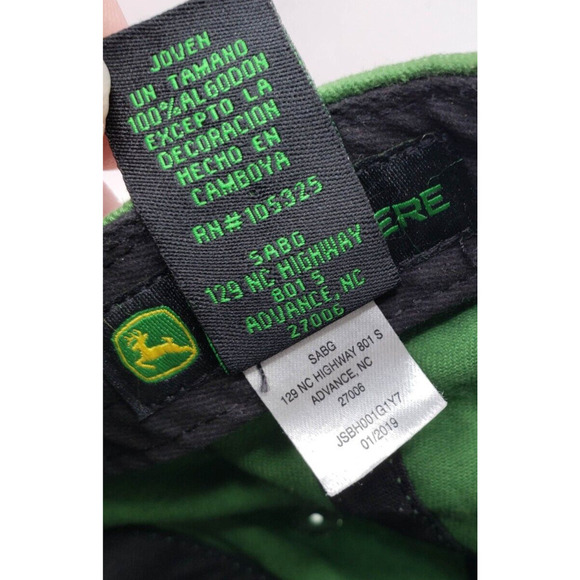 JOVEN
UN TAMANO
100% ALGODON
EXCEPTO LA
DECORACION
HECHO EN
CAMBOYA
RN#105325
SABG
129 NC HIGHWAY
801 S
ADVANCE, NC
27006
ERE
SABG
129 NC HIGHWAY 801 S
ADVANCE, NC
27006
JSBH001G1Y7
01/2019